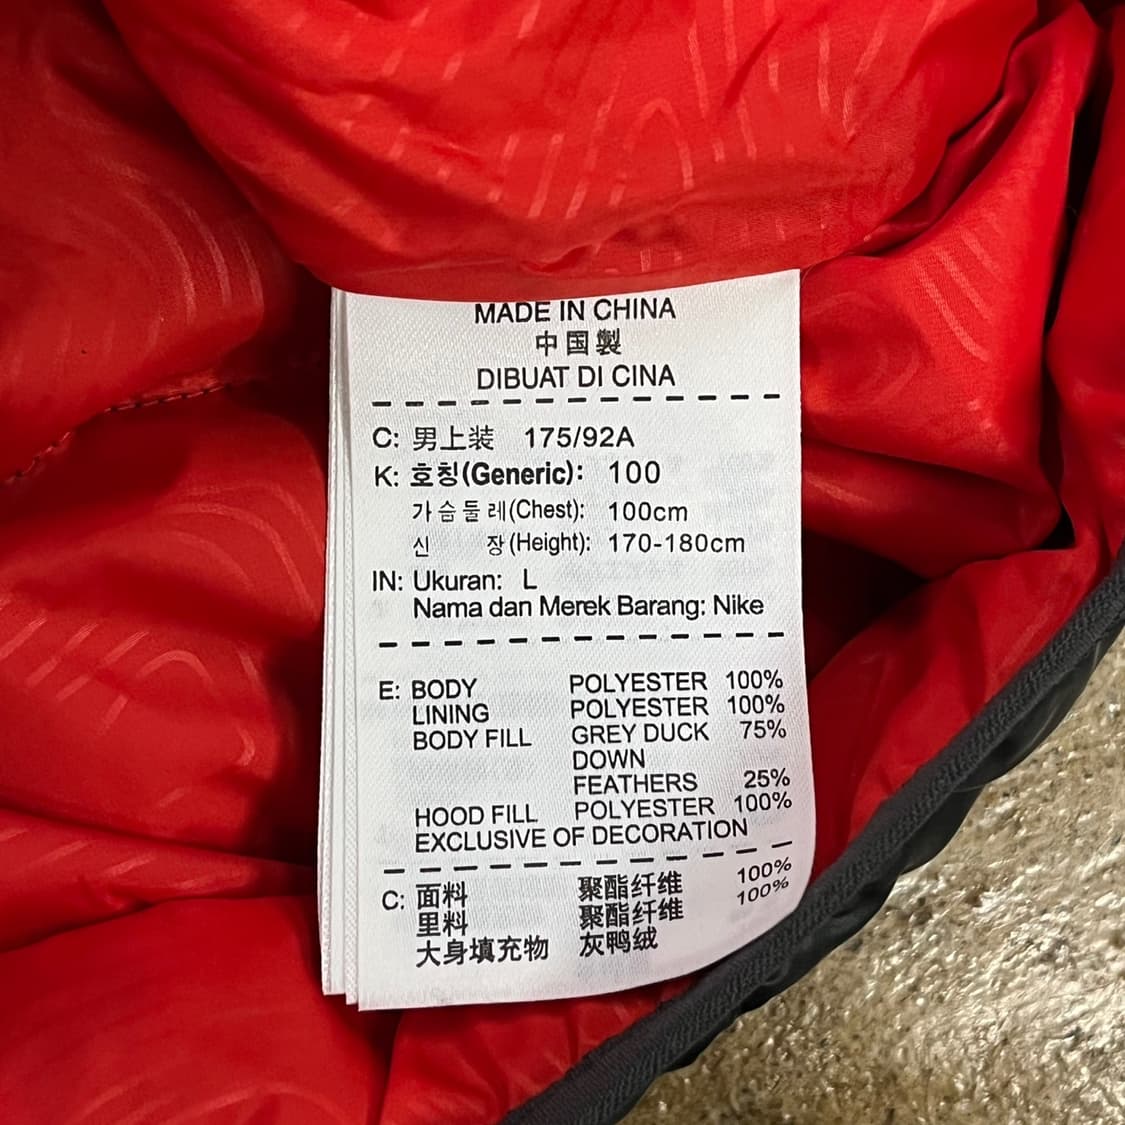 MADE IN CHINA
中国製
DIBUAT DI CINA
C: 男上装 175/92A
K: 호칭(Generic): 100
가슴둘레(Chest): 100cm
신 장(Height): 170-180cm
IN: Ukuran: L
Nama dan Merek Barang: Nike
E: BODY POLYESTER 100%
LINING POLYESTER 100%
BODY FILL GREY DUCK 75%
DOWN
FEATHERS 25%
HOOD FILL POLYESTER 100%
EXCLUSIVE OF DECORATION
C: 面料 聚酯纤维 100%
里料 聚酯纤维 100%
大身填充物 灰鸭绒